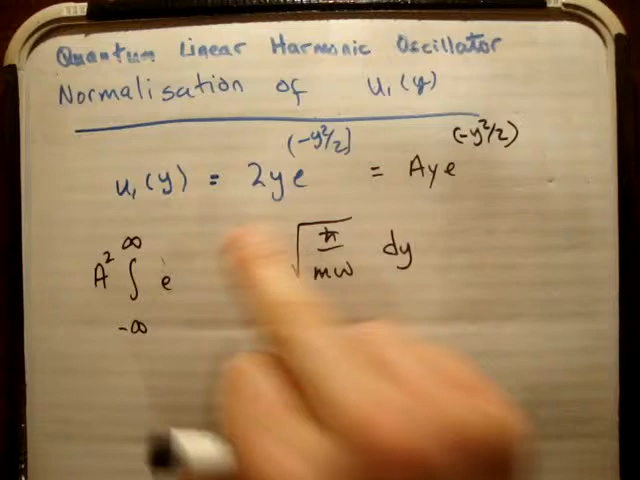 Quantum Linear Harmonic Oscillator
Normalisation of u₁(y)
u₁(y) = 2ye^(-y²/2) = Aye^(-y²/2)
A² ∫_{-∞}^{∞} e √(ħ/mω) dy